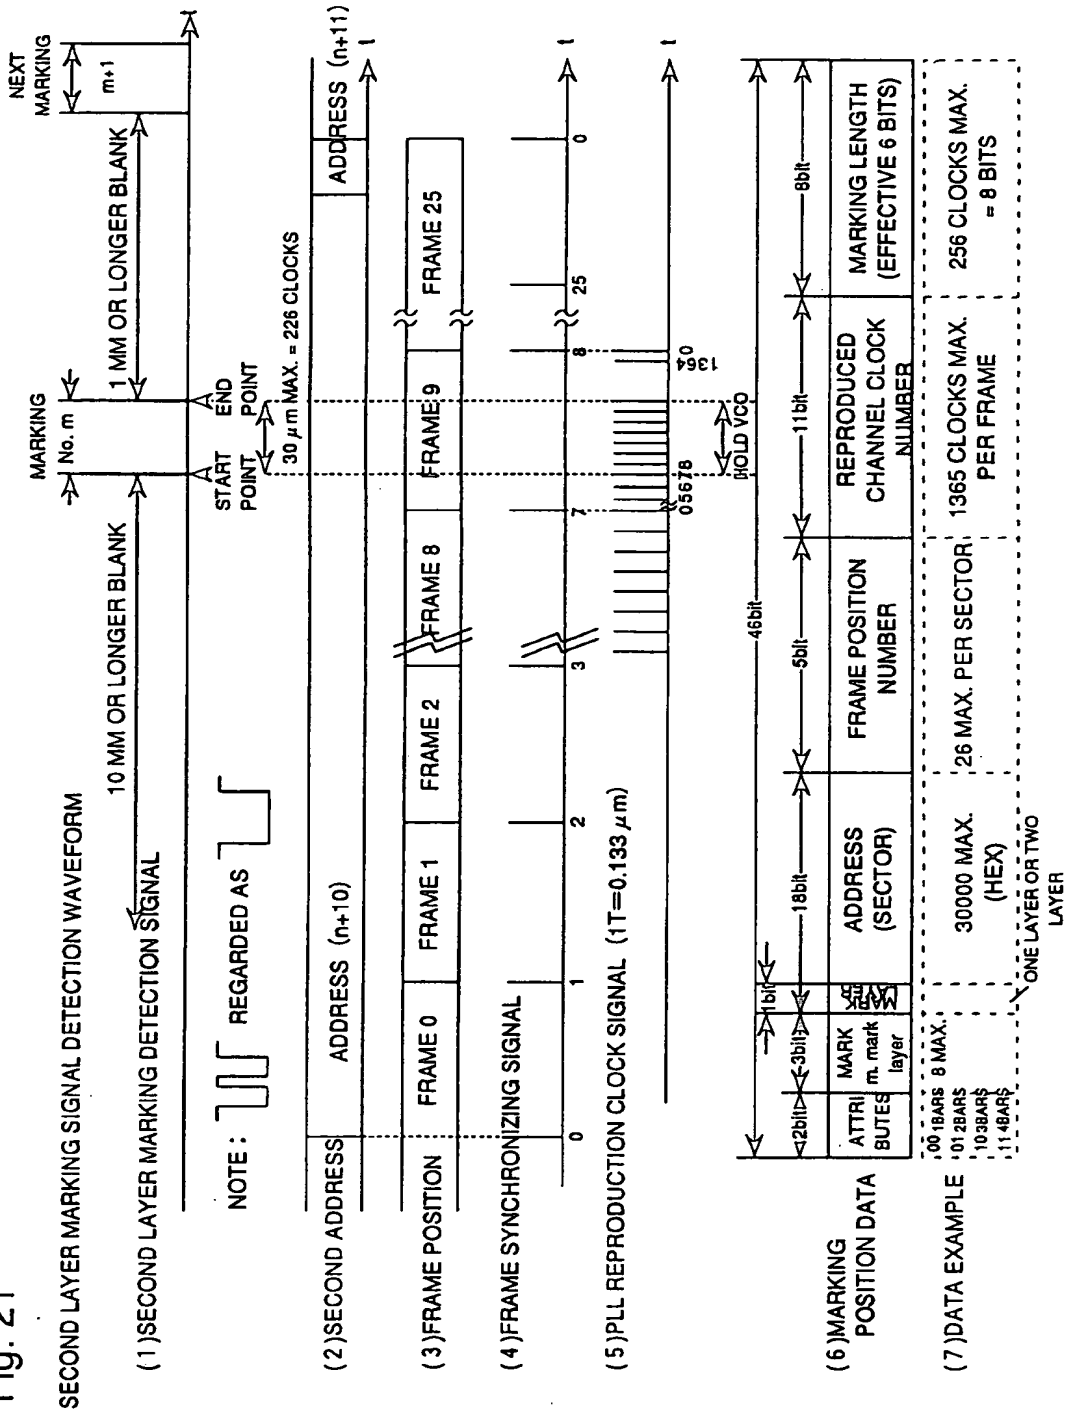 Fig. 21
SECOND LAYER MARKING SIGNAL DETECTION WAVEFORM
NEXT
MARKING
MARKING
No. m
m+1
(1)SECOND LAYER MARKING DETECTION SIGNAL
10 MM OR LONGER BLANK
1 MM OR LONGER BLANK
t
NOTE :
REGARDED AS
START
POINT
END
POINT
30 μm MAX. = 226 CLOCKS
(2)SECOND ADDRESS
ADDRESS (n+10)
ADDRESS (n+11)
t
(3)FRAME POSITION
FRAME 0
FRAME 1
FRAME 2
FRAME 8
FRAME 9
FRAME 25
(4)FRAME SYNCHRONIZING SIGNAL
0
1
2
3
7
8
25
0
t
(5)PLL REPRODUCTION CLOCK SIGNAL (1T=0.133 μm)
05678
1364
0
t
HOLD VCO
46bit
2bit
3bit
1bit
18bit
5bit
11bit
8bit
(6)MARKING
POSITION DATA
ATTRI
BUTES
MARK
m. mark
layer
MARK
LAYER
ADDRESS
(SECTOR)
FRAME POSITION
NUMBER
REPRODUCED
CHANNEL CLOCK
NUMBER
MARKING LENGTH
(EFFECTIVE 6 BITS)
(7)DATA EXAMPLE
00 1BARS
01 2BARS
10 3BARS
11 4BARS
8 MAX.
30000 MAX.
(HEX)
26 MAX. PER SECTOR
1365 CLOCKS MAX.
PER FRAME
256 CLOCKS MAX.
= 8 BITS
ONE LAYER OR TWO
LAYER